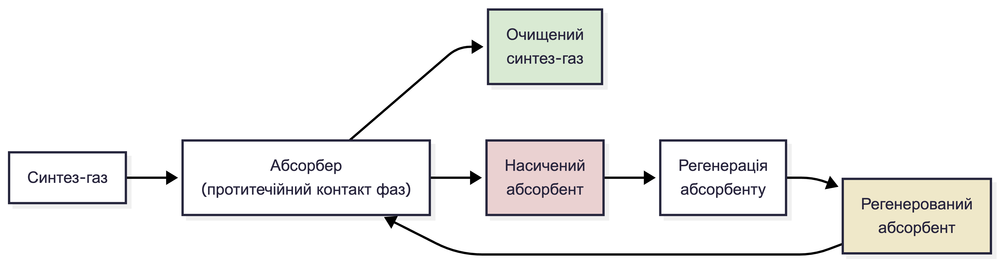 Очищений
синтез-газ
Синтез-газ
Абсорбер
(протитечійний контакт фаз)
Насичений
абсорбент
Регенерація
абсорбенту
Регенерований
абсорбент